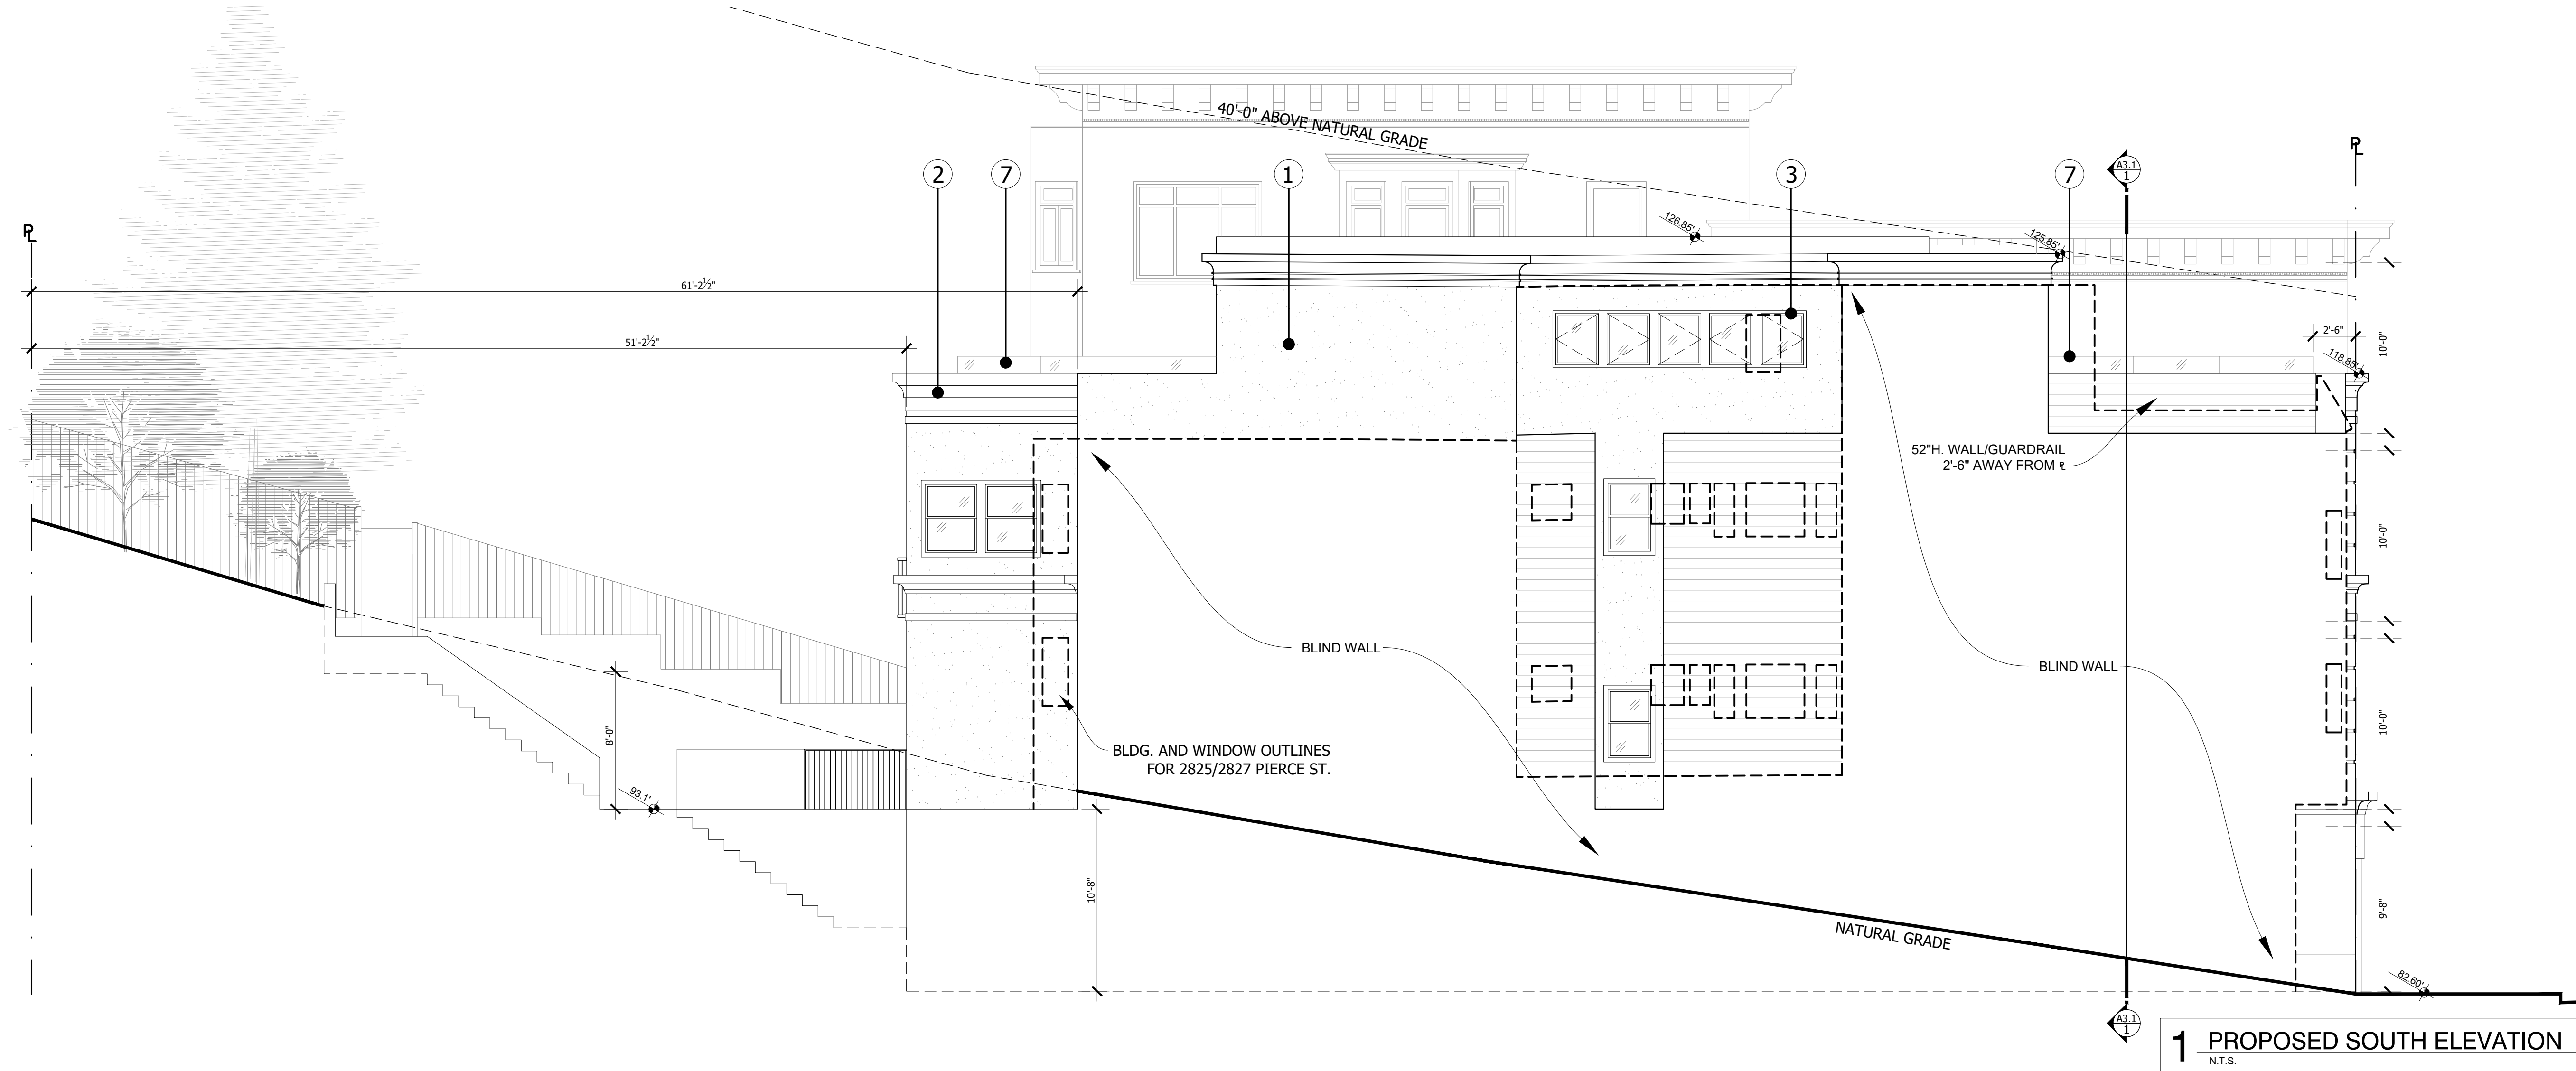 40'-0" ABOVE NATURAL GRADE
2
7
1
3
7
A3.1
1
PL
PL
126.85'
125.85'
61'-2½"
51'-2½"
2'-6"
118.85'
10'-0"
52"H. WALL/GUARDRAIL
2'-6" AWAY FROM PL
10'-0"
BLIND WALL
BLIND WALL
8'-0"
BLDG. AND WINDOW OUTLINES
FOR 2825/2827 PIERCE ST.
10'-0"
93.1'
10'-8"
9'-8"
NATURAL GRADE
82.60'
A3.1
1
1 PROPOSED SOUTH ELEVATION
N.T.S.